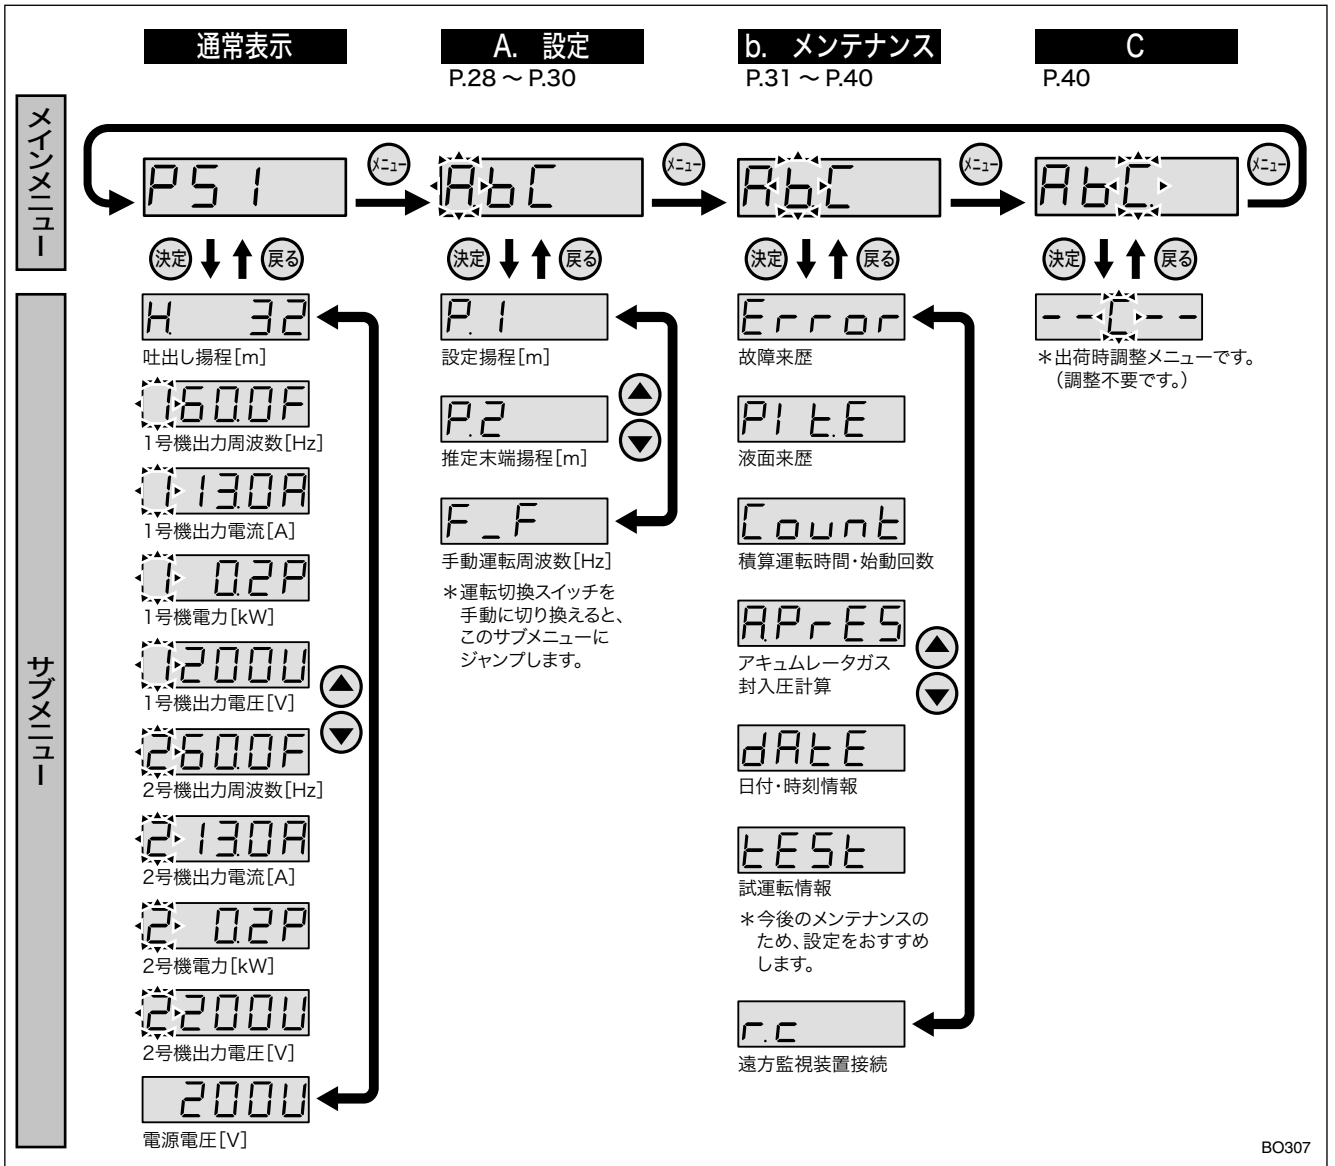 通常表示
A. 設定
P.28 ~ P.30
b. メンテナンス
P.31 ~ P.40
C
P.40
メインメニュー
PS1
メニュー
AbC
メニュー
AbC
メニュー
AbC.
メニュー
決定
戻る
決定
戻る
決定
戻る
決定
戻る
サブメニュー
H. 32
吐出し揚程[m]
160.0F
1号機出力周波数[Hz]
1 13.0A
1号機出力電流[A]
1 0.2P
1号機電力[kW]
1200U
1号機出力電圧[V]
260.0F
2号機出力周波数[Hz]
2 13.0A
2号機出力電流[A]
2 0.2P
2号機電力[kW]
2200U
2号機出力電圧[V]
200U
電源電圧[V]
P. 1
設定揚程[m]
P.2
推定末端揚程[m]
F_F
手動運転周波数[Hz]
＊運転切換スイッチを
手動に切り換えると、
このサブメニューに
ジャンプします。
Error
故障来歴
PI t.E
液面来歴
Count
積算運転時間・始動回数
A.PrES
アキュムレータガス
封入圧計算
dAtE
日付・時刻情報
tESt
試運転情報
＊今後のメンテナンスの
ため、設定をおすすめ
します。
r.c
遠方監視装置接続
--C--
＊出荷時調整メニューです。
（調整不要です。）
BO307